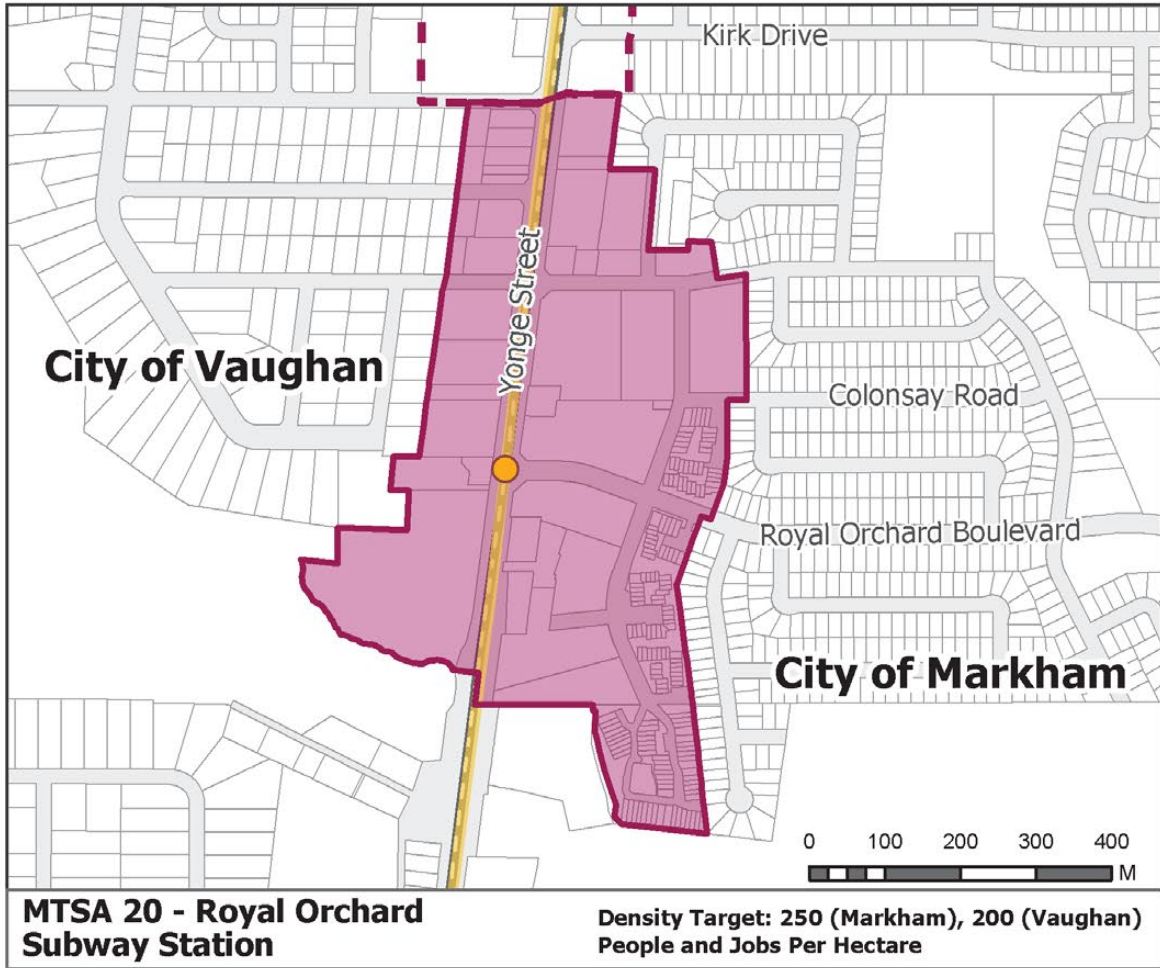 Kirk Drive
Yonge Street
City of Vaughan
Colonsay Road
Royal Orchard Boulevard
City of Markham
0 100 200 300 400
M
MTSA 20 - Royal Orchard
Subway Station
Density Target: 250 (Markham), 200 (Vaughan)
People and Jobs Per Hectare